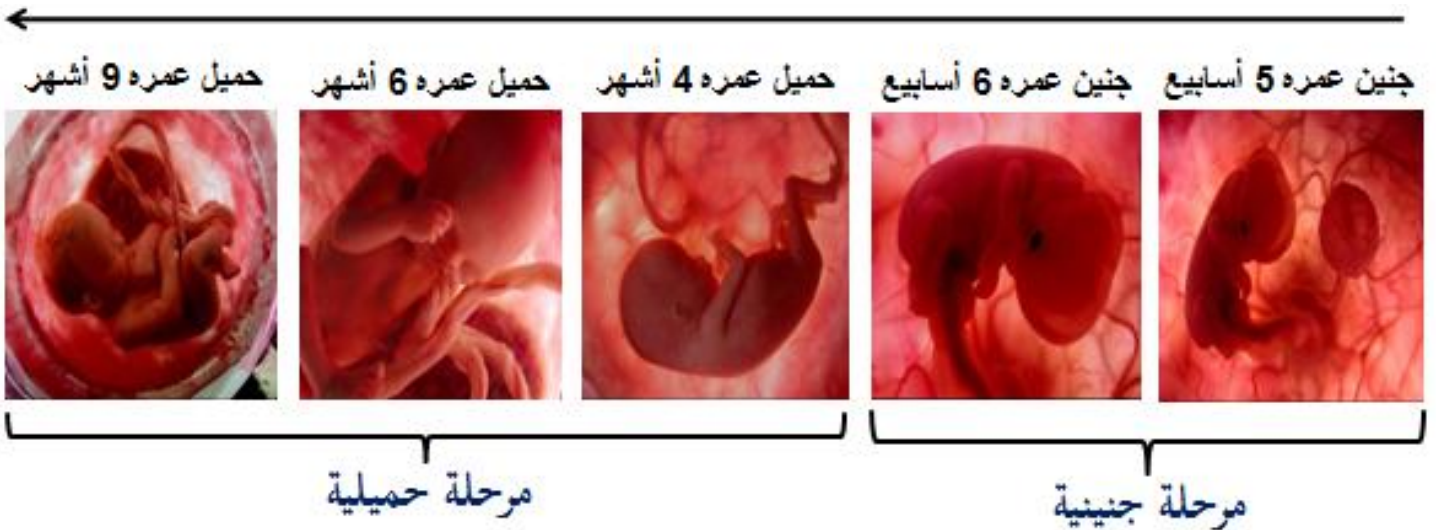 جنين عمره 5 أسابيع
جنين عمره 6 أسابيع
حميل عمره 4 أشهر
حميل عمره 6 أشهر
حميل عمره 9 أشهر
مرحلة جنينية
مرحلة حميلية